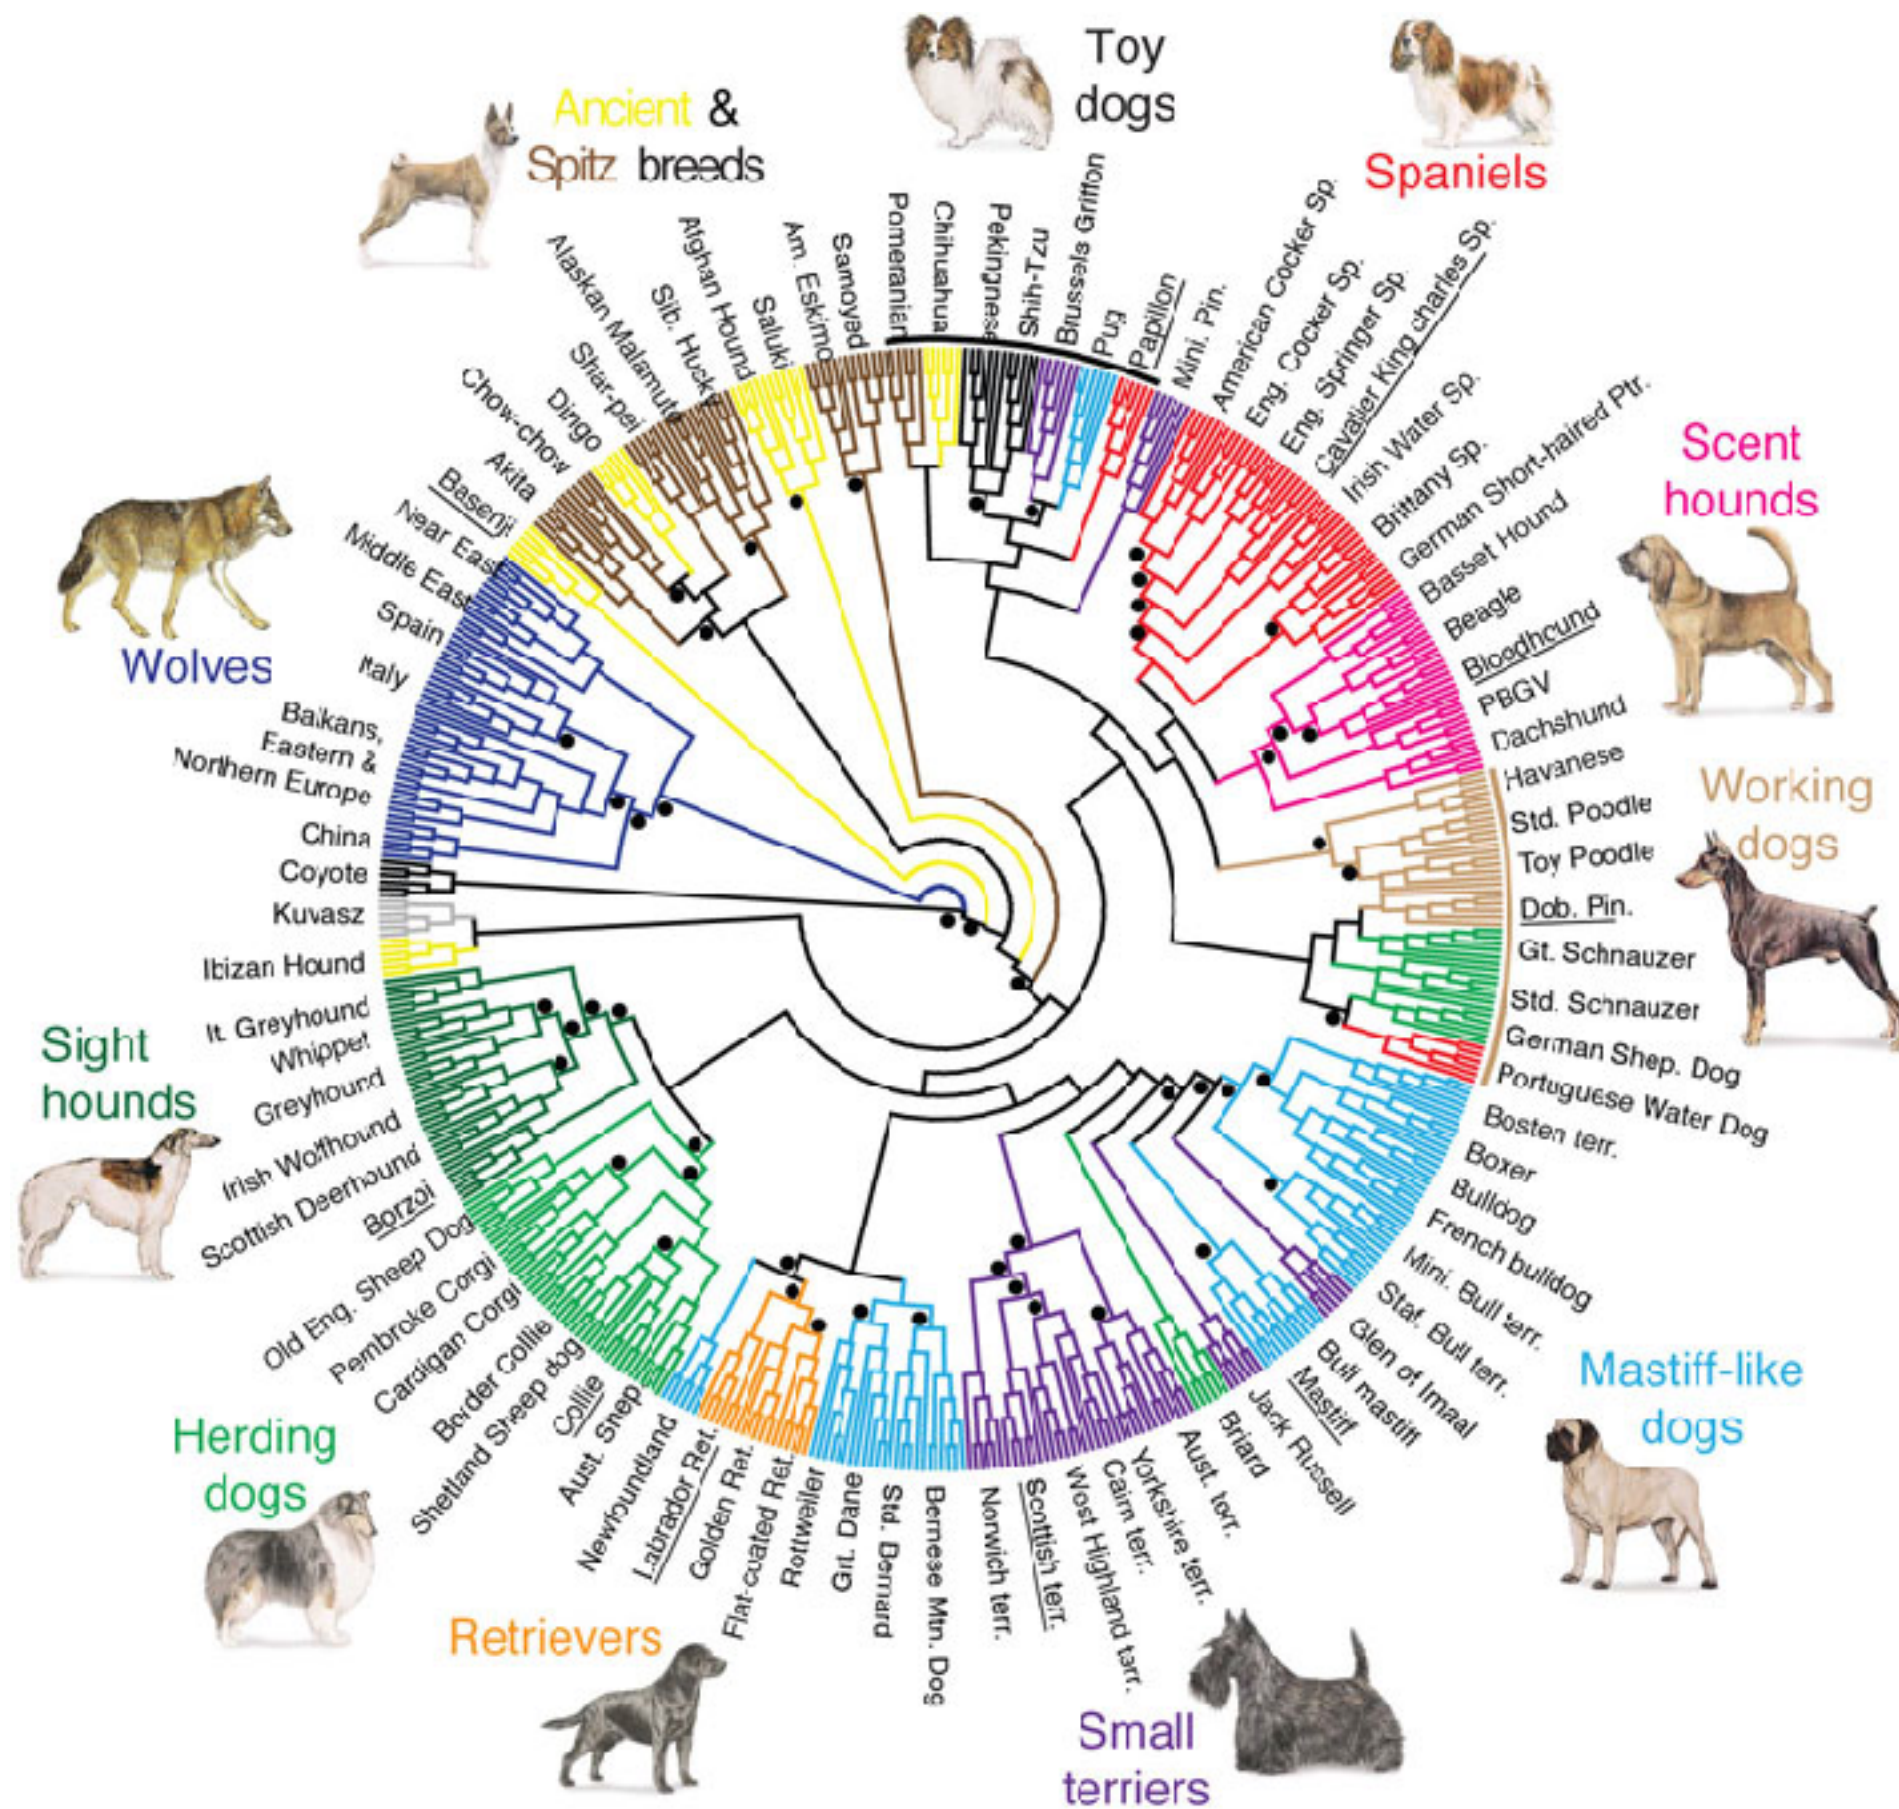 Ancient &
Spitz breeds
Toy
dogs
Spaniels
Scent
hounds
Working
dogs
Mastiff-like
dogs
Small
terriers
Retrievers
Herding
dogs
Sight
hounds
Wolves
Basenji
Akita
Chow-chow
Dingo
Shar-pei
Alaskan Malamute
Sib. Hucky
Afghan Hound
Saluki
Am. Eskimo
Samoyed
Pomeranian
Chihuahua
Pekingnese
Shih-Tzu
Brussels Griffon
Pug
Papillon
Mini. Pin.
American Cocker Sp.
Eng. Cocker Sp.
Eng. Springer Sp.
Cavalier King charles Sp.
Irish Water Sp.
Brittany Sp.
German Short-haired Ptr.
Basset Hound
Beagle
Bloodhound
PBGV
Dachshund
Havanese
Std. Poodle
Toy Poodle
Dob. Pin.
Gt. Schnauzer
Std. Schnauzer
German Shep. Dog
Portuguese Water Dog
Bosten terr.
Boxer
Bulldog
French bulldog
Mini. Bull terr.
Staf. Bull terr.
Glen of Imaal
Bull mastiff
Mastiff
Jack Russell
Briard
Aust. terr.
Yorkshire terr.
Cairn terr.
West Highland terr.
Scottish terr.
Norwich terr.
Bernese Mtn. Dog
Std. Bernard
Grt. Dane
Rottweiler
Flat-coated Ret.
Golden Ret.
Labrador Ret.
Newfoundland
Aust. Shep
Collie
Shetland Sheep dog
Border Collie
Cardigan Corgi
Pembroke Corgi
Old Eng. Sheep Dog
Borzoi
Scottish Deerhound
Irish Wolfhound
Greyhound
Whippet
It. Greyhound
Ibizan Hound
Kuvasz
Coyote
China
Balkans,
Eastern &
Northern Europe
Italy
Spain
Middle East
Near East